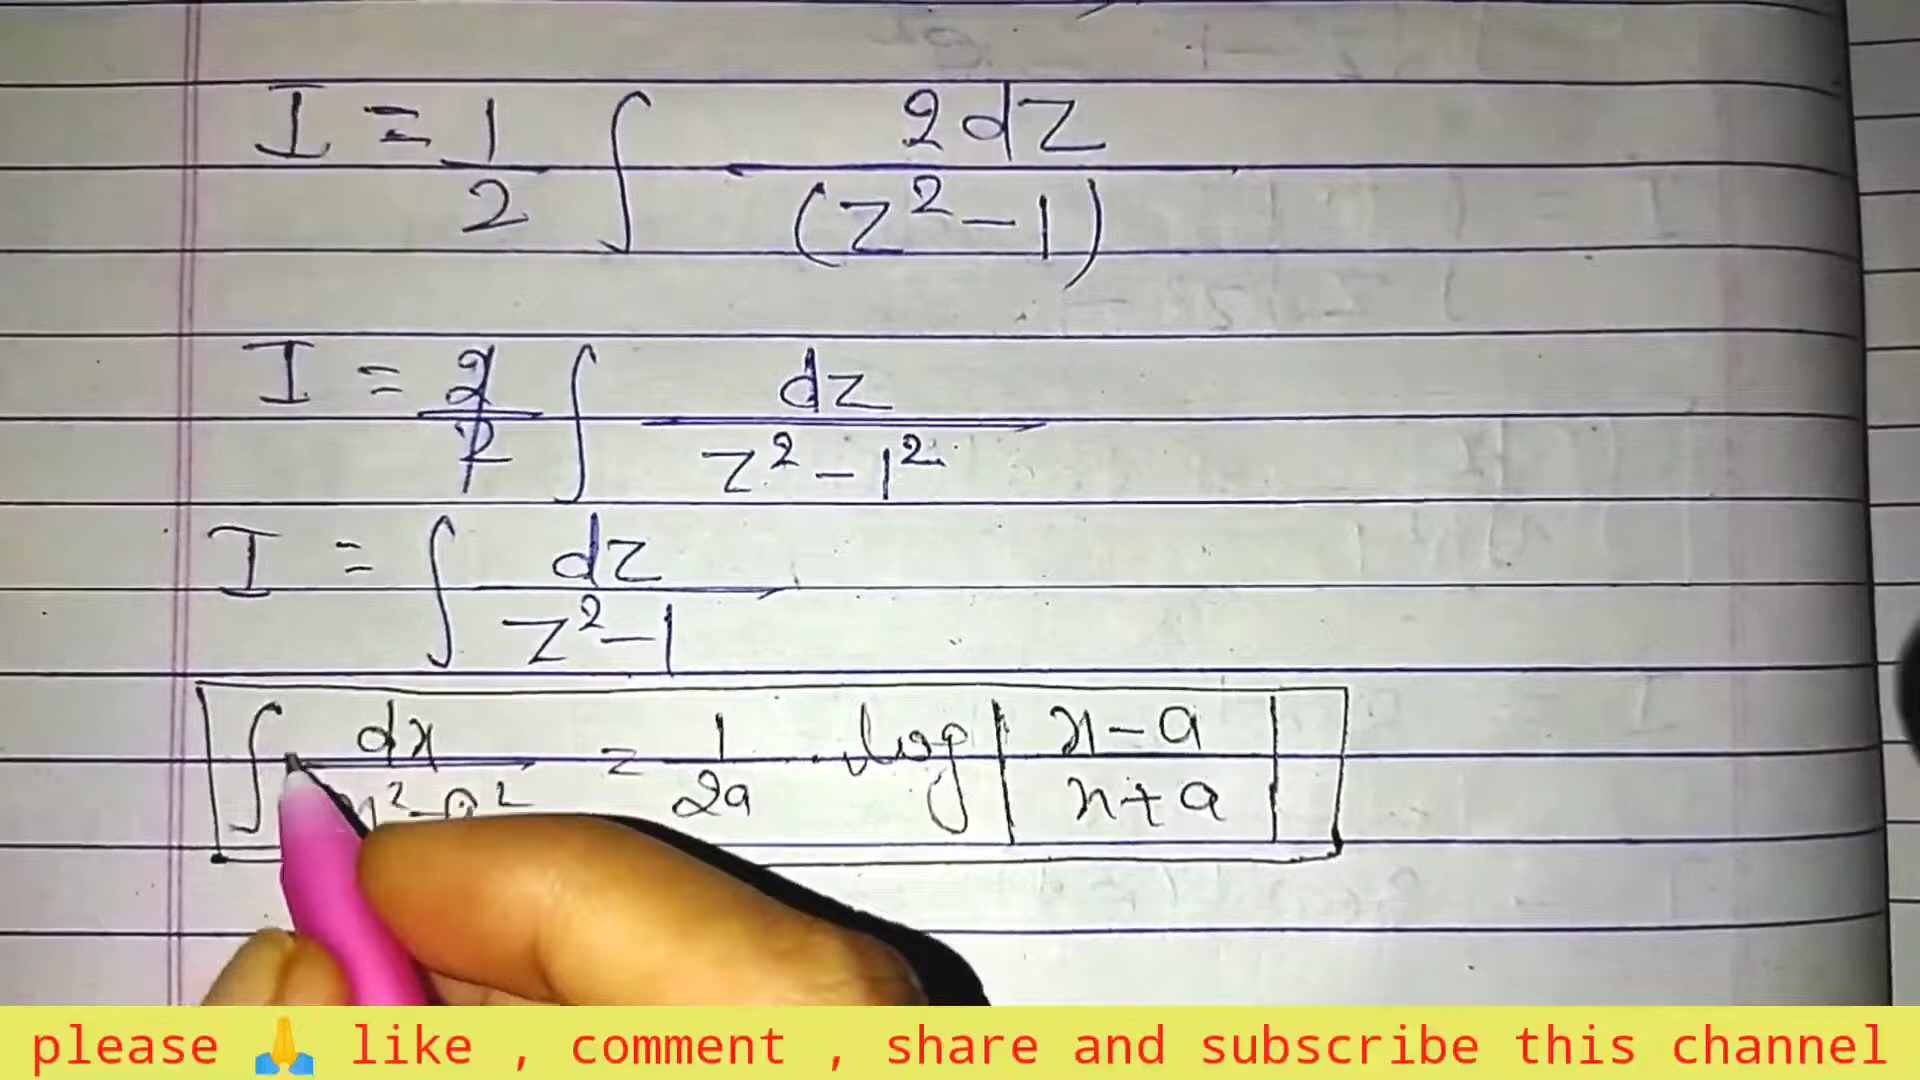 I = 1/2 ∫ 2dz/(z²-1)
I = 2/2 ∫ dz/z²-1²
I = ∫ dz/z²-1
∫ dx/x²-a² = 1/2a log |x-a/x+a|
please 🙏 like , comment , share and subscribe this channel